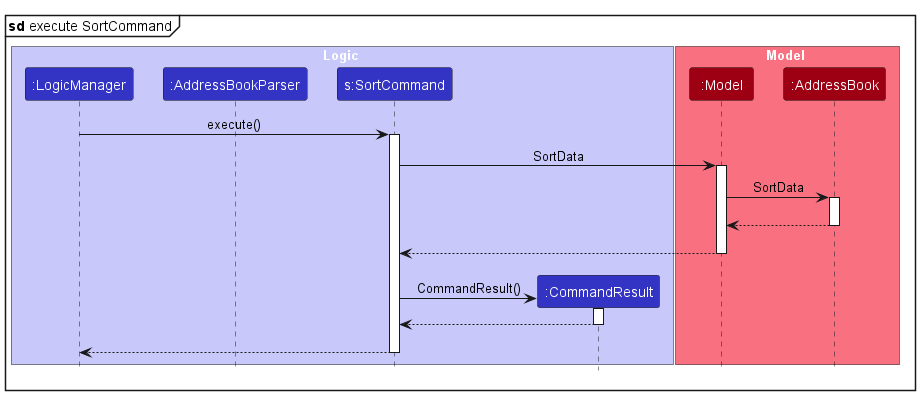 sd execute SortCommand
Logic
Model
:LogicManager
:AddressBookParser
s:SortCommand
:Model
:AddressBook
execute()
SortData
SortData
CommandResult()
:CommandResult